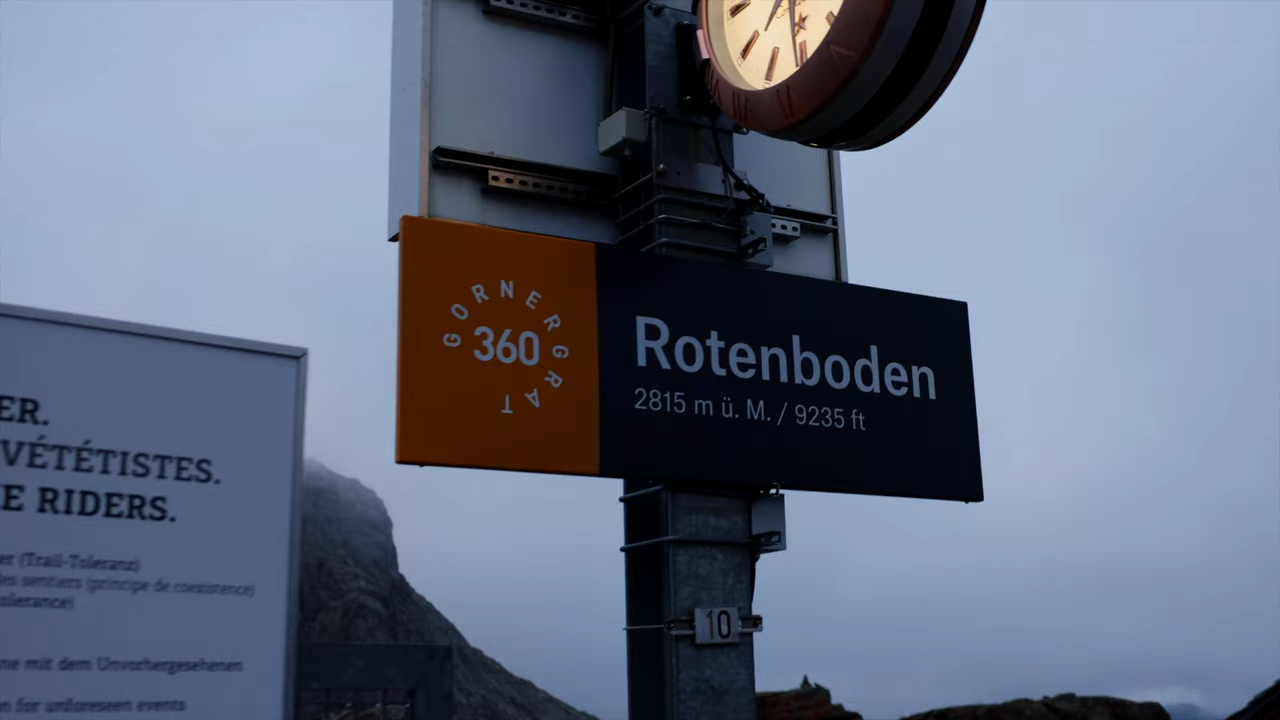 GORNERGRAT
360
Rotenboden
2815 m ü. M. / 9235 ft
10
ER.
VÉTÉTISTES.
E RIDERS.
er (Trail-Toleranz)
les sentiers (principe de coexistence)
olerance)
ne mit dem Unvorhergesehenen
n for unforeseen events